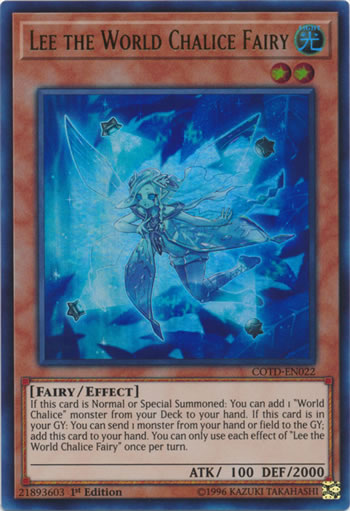 LEE THE WORLD CHALICE FAIRY
光
COTD-EN022
[FAIRY/EFFECT]
If this card is Normal or Special Summoned: You can add 1 "World
Chalice" monster from your Deck to your hand. If this card is in
your GY: You can send 1 monster from your hand or field to the GY;
add this card to your hand. You can only use each effect of "Lee the
World Chalice Fairy" once per turn.
ATK/ 100 DEF/2000
21893603 1st Edition ©1996 KAZUKI TAKAHASHI